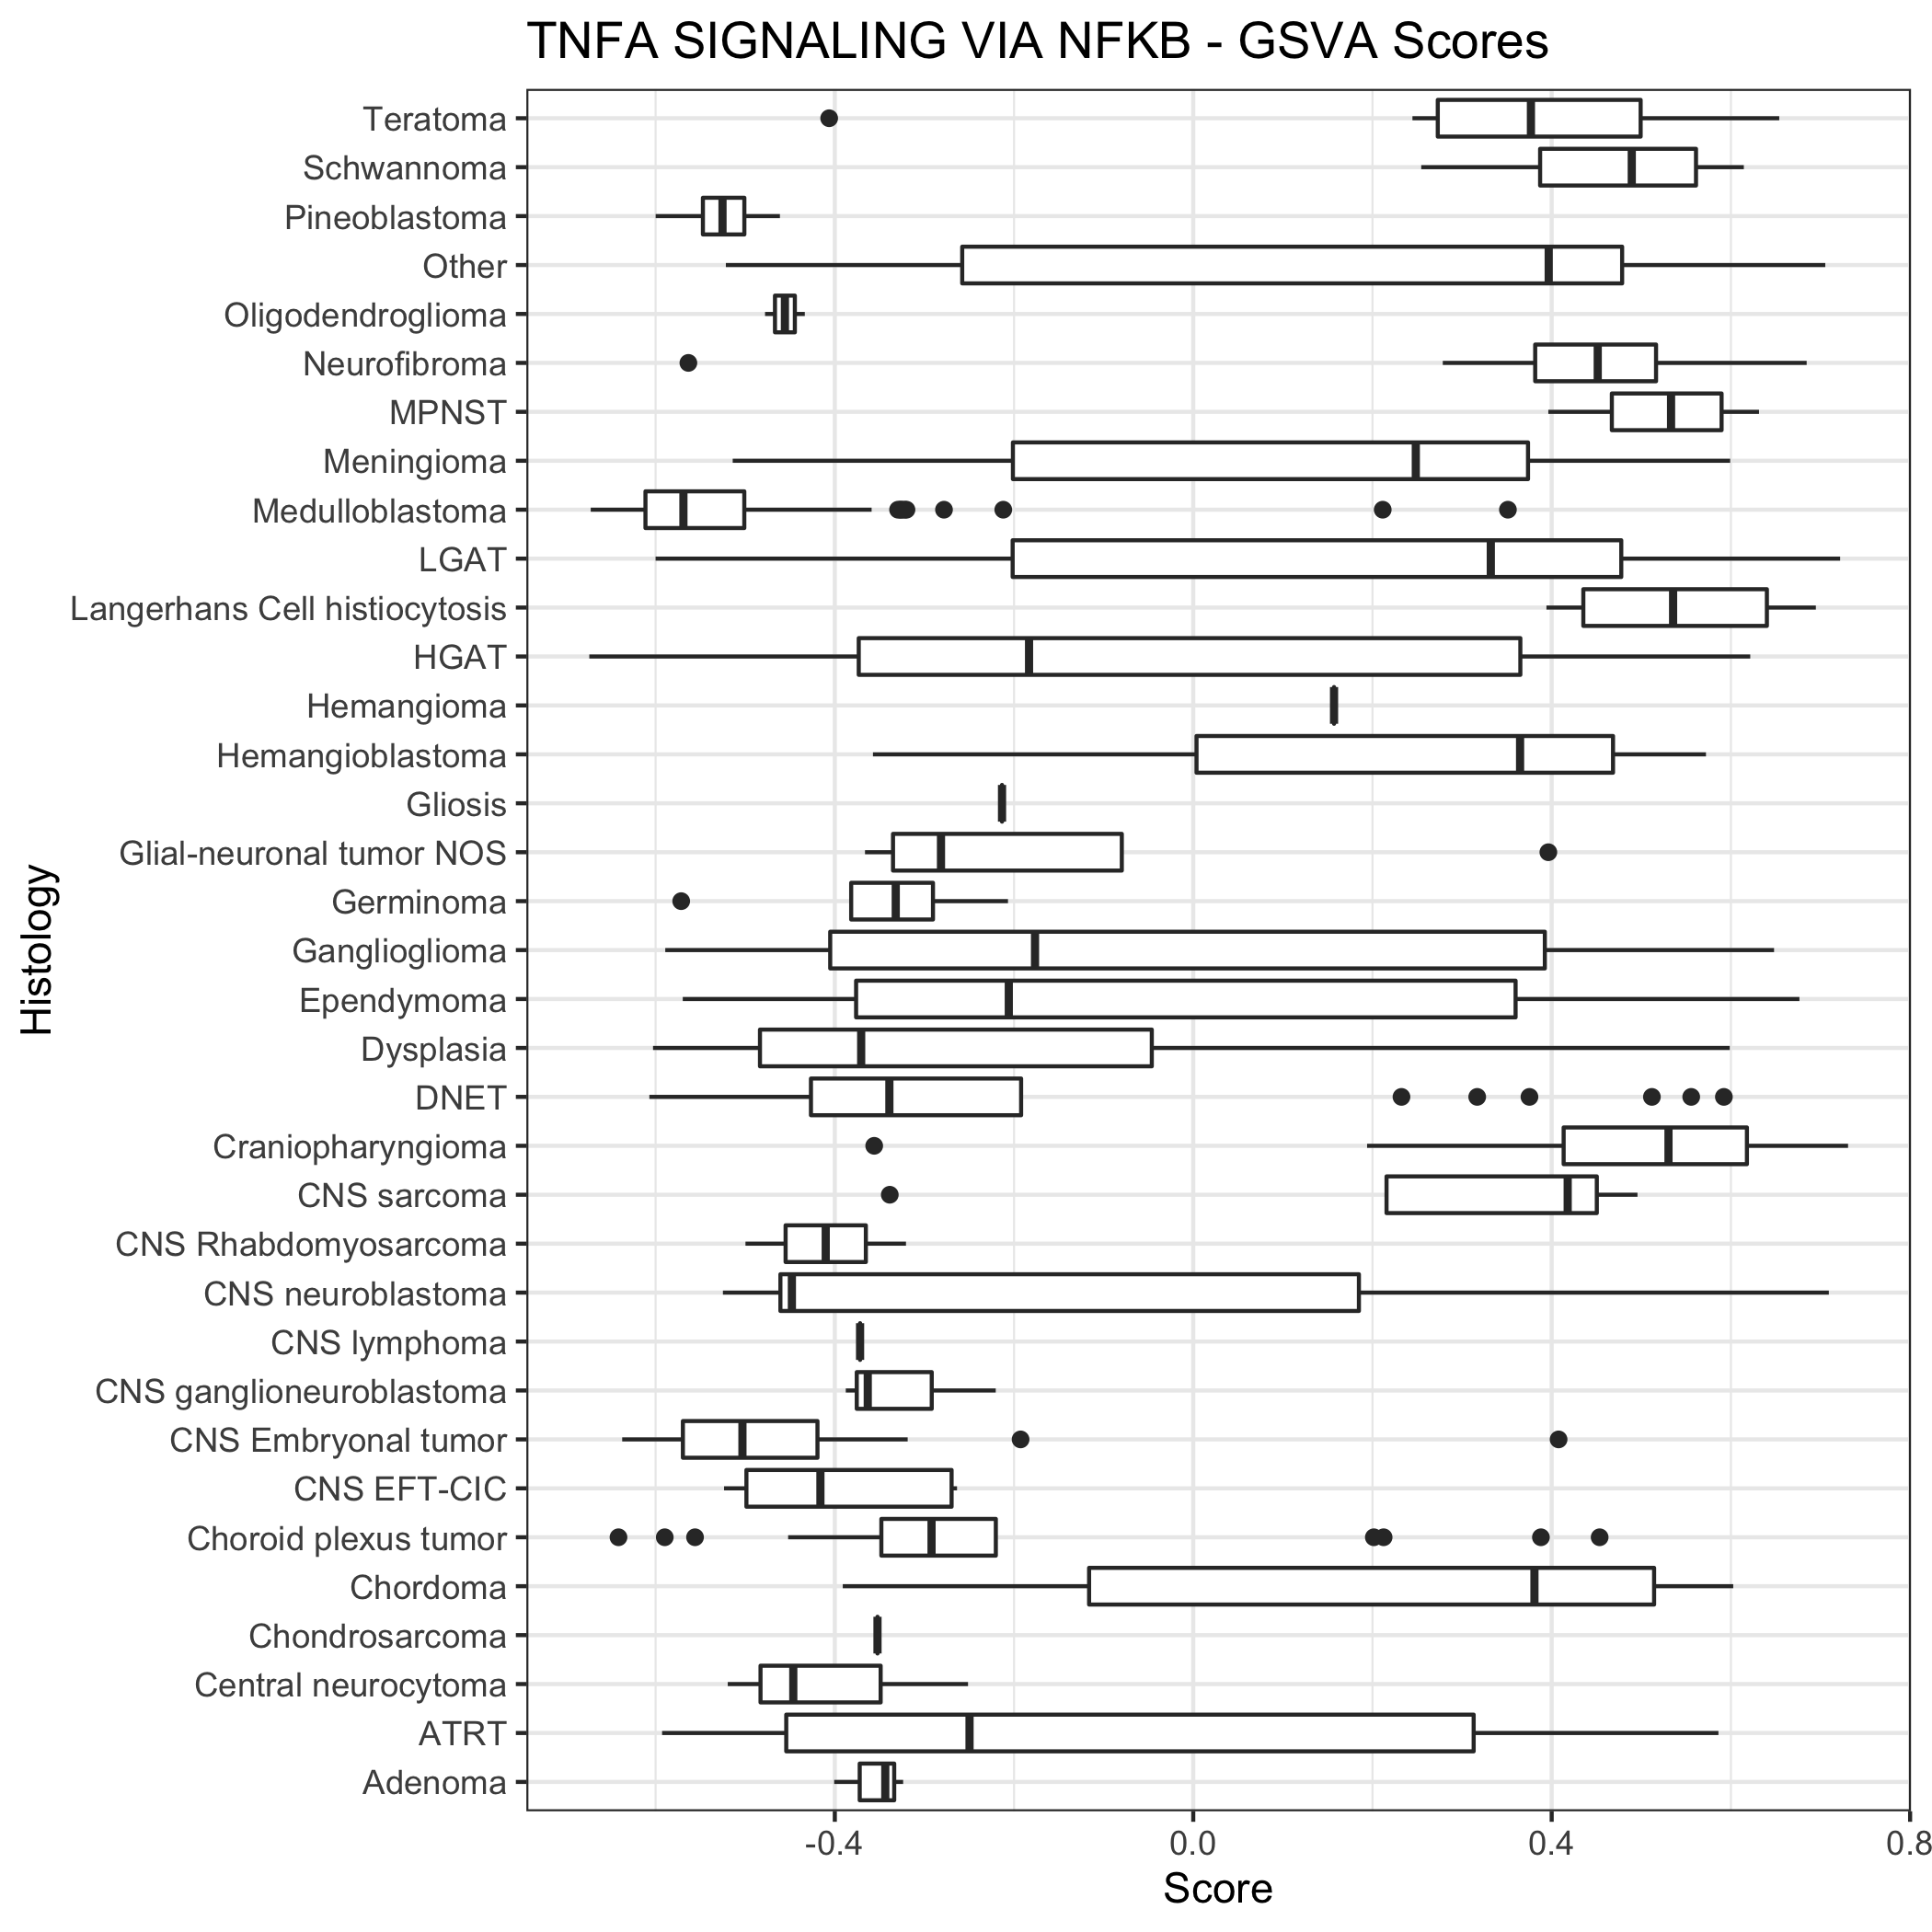 TNFA SIGNALING VIA NFKB - GSVA Scores
Teratoma
Schwannoma
Pineoblastoma
Other
Oligodendroglioma
Neurofibroma
MPNST
Meningioma
Medulloblastoma
LGAT
Langerhans Cell histiocytosis
HGAT
Hemangioma
Hemangioblastoma
Gliosis
Glial-neuronal tumor NOS
Germinoma
Ganglioglioma
Ependymoma
Dysplasia
DNET
Craniopharyngioma
CNS sarcoma
CNS Rhabdomyosarcoma
CNS neuroblastoma
CNS lymphoma
CNS ganglioneuroblastoma
CNS Embryonal tumor
CNS EFT-CIC
Choroid plexus tumor
Chordoma
Chondrosarcoma
Central neurocytoma
ATRT
Adenoma
Histology
-0.4 0.0 0.4 0.8
Score